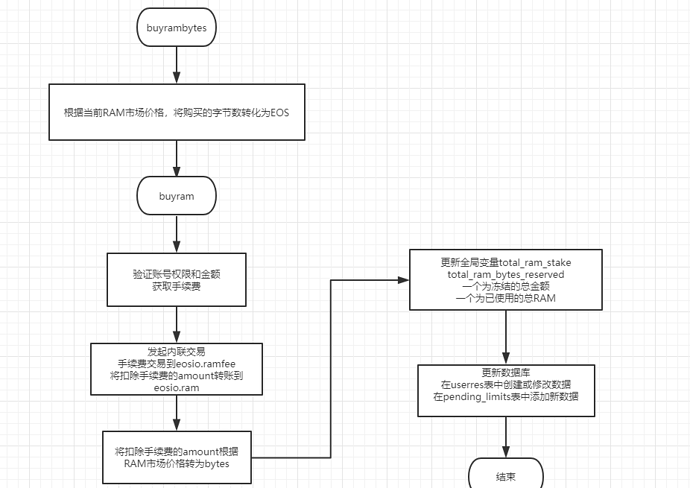 buyrambytes
根据当前RAM市场价格，将购买的字节数转化为EOS
buyram
验证账号权限和金额
获取手续费
发起内联交易
手续费交易到eosio.ramfee
将扣除手续费的amount转账到
eosio.ram
将扣除手续费的amount根据
RAM市场价格转为bytes
更新全局变量total_ram_stake
total_ram_bytes_reserved
一个为冻结的总金额
一个为已使用的总RAM
更新数据库
在userres表中创建或修改数据
在pending_limits表中添加新数据
结束